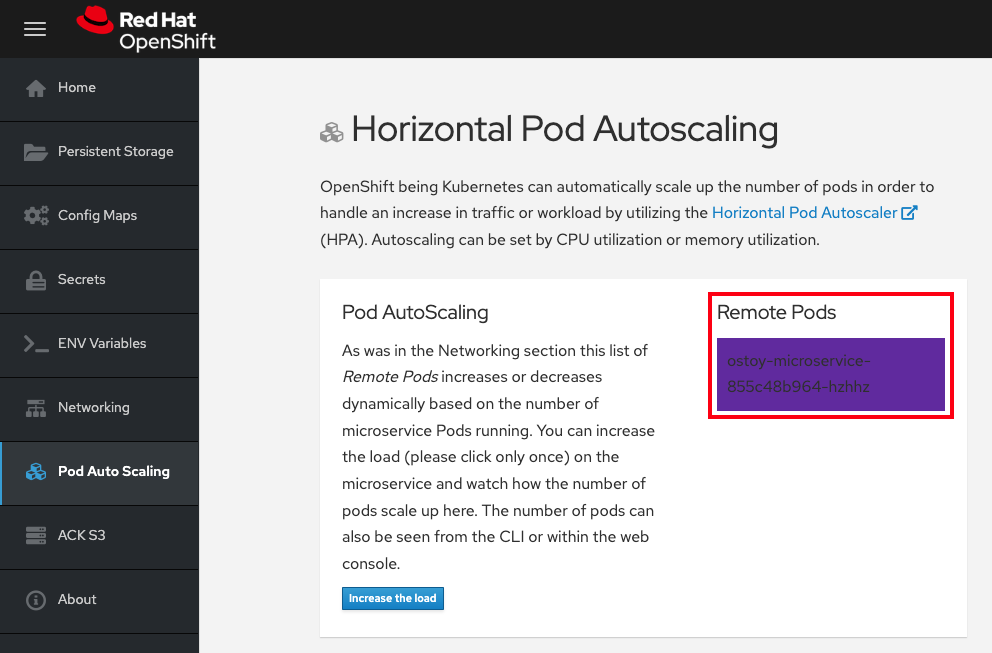 Red Hat
OpenShift
Home
Persistent Storage
Config Maps
Secrets
ENV Variables
Networking
Pod Auto Scaling
ACK S3
About
Horizontal Pod Autoscaling
OpenShift being Kubernetes can automatically scale up the number of pods in order to
handle an increase in traffic or workload by utilizing the Horizontal Pod Autoscaler
(HPA). Autoscaling can be set by CPU utilization or memory utilization.
Pod AutoScaling
As was in the Networking section this list of
Remote Pods increases or decreases
dynamically based on the number of
microservice Pods running. You can increase
the load (please click only once) on the
microservice and watch how the number of
pods scale up here. The number of pods can
also be seen from the CLI or within the web
console.
Increase the load
Remote Pods
ostoy-microservice-
855c48b964-hzhhz